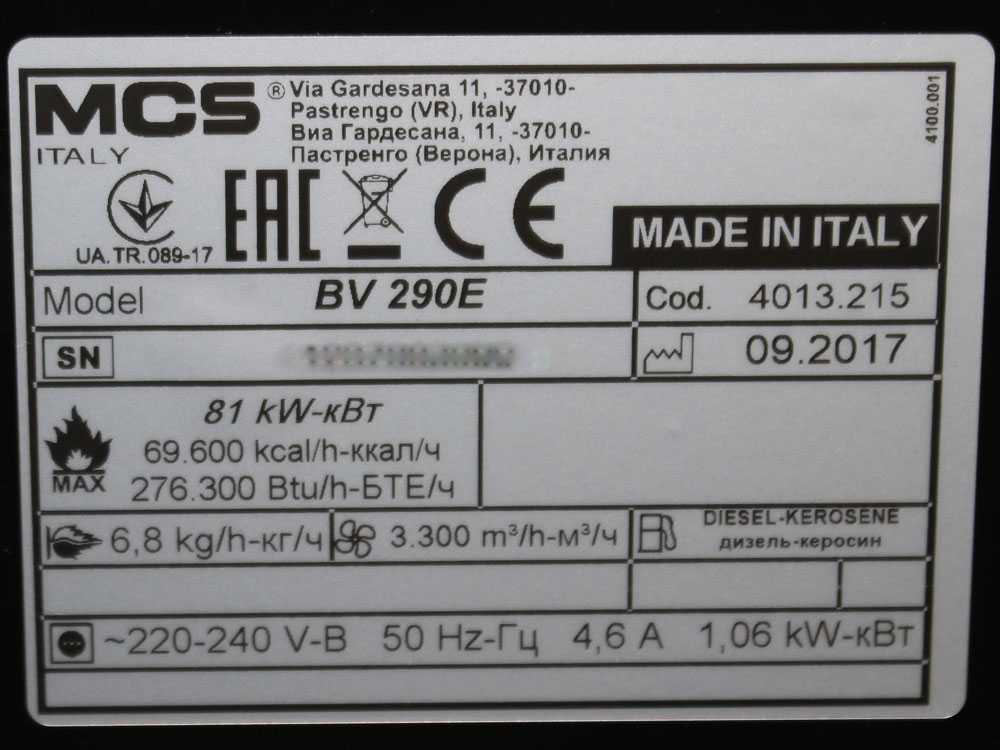 MCS ® Via Gardesana 11, -37010-
Pastrengo (VR), Italy
Виа Гардесана, 11, -37010-
ITALY Пастренго (Верона), Италия
4100.001
UA.TR.089-17 EAC CE
MADE IN ITALY
Model BV 290E Cod. 4013.215
SN 09.2017
81 kW-кВт
69.600 kcal/h-ккал/ч
MAX 276.300 Btu/h-БТЕ/ч
6,8 kg/h-кг/ч 3.300 m³/h-м³/ч DIESEL-KEROSENE
дизель-керосин
~220-240 V-В 50 Hz-Гц 4,6 A 1,06 kW-кВт